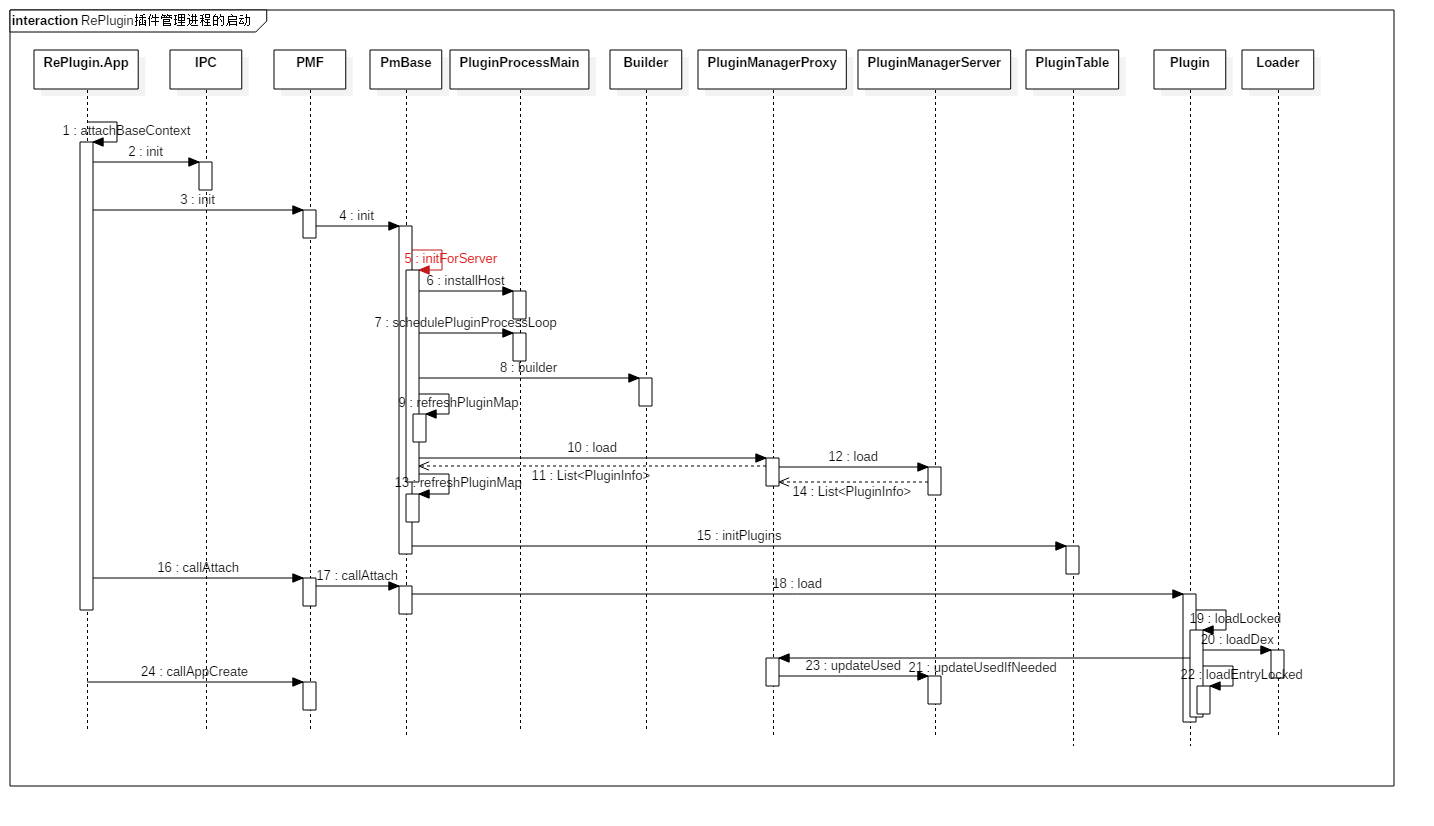 interaction RePlugin插件管理进程的启动
RePlugin.App
IPC
PMF
PmBase
PluginProcessMain
Builder
PluginManagerProxy
PluginManagerServer
PluginTable
Plugin
Loader
1 : attachBaseContext
2 : init
3 : init
4 : init
5 : initForServer
6 : installHost
7 : schedulePluginProcessLoop
8 : builder
9 : refreshPluginMap
10 : load
11 : List<PluginInfo>
12 : load
13 : refreshPluginMap
14 : List<PluginInfo>
15 : initPlugins
16 : callAttach
17 : callAttach
18 : load
19 : loadLocked
20 : loadDex
21 : updateUsedIfNeeded
22 : loadEntryLocked
23 : updateUsed
24 : callAppCreate